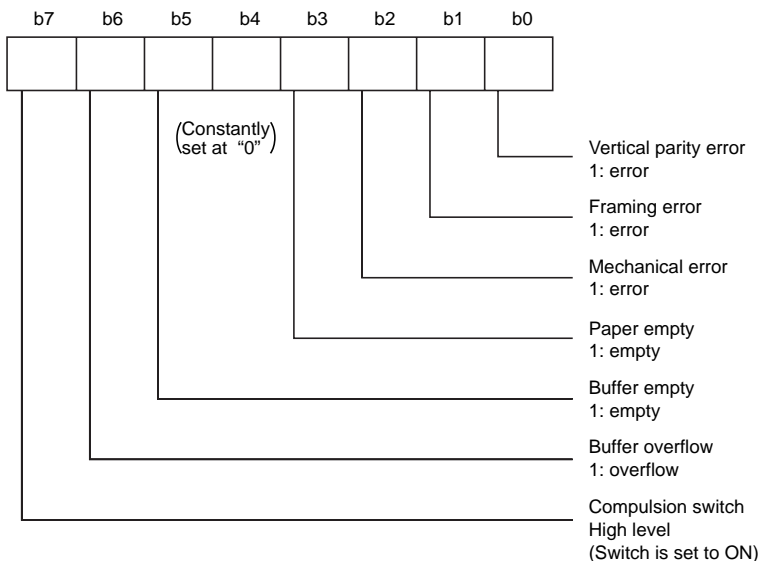 b7 b6 b5 b4 b3 b2 b1 b0
(Constantly
set at “0”)
Vertical parity error
1: error
Framing error
1: error
Mechanical error
1: error
Paper empty
1: empty
Buffer empty
1: empty
Buffer overflow
1: overflow
Compulsion switch
High level
(Switch is set to ON)